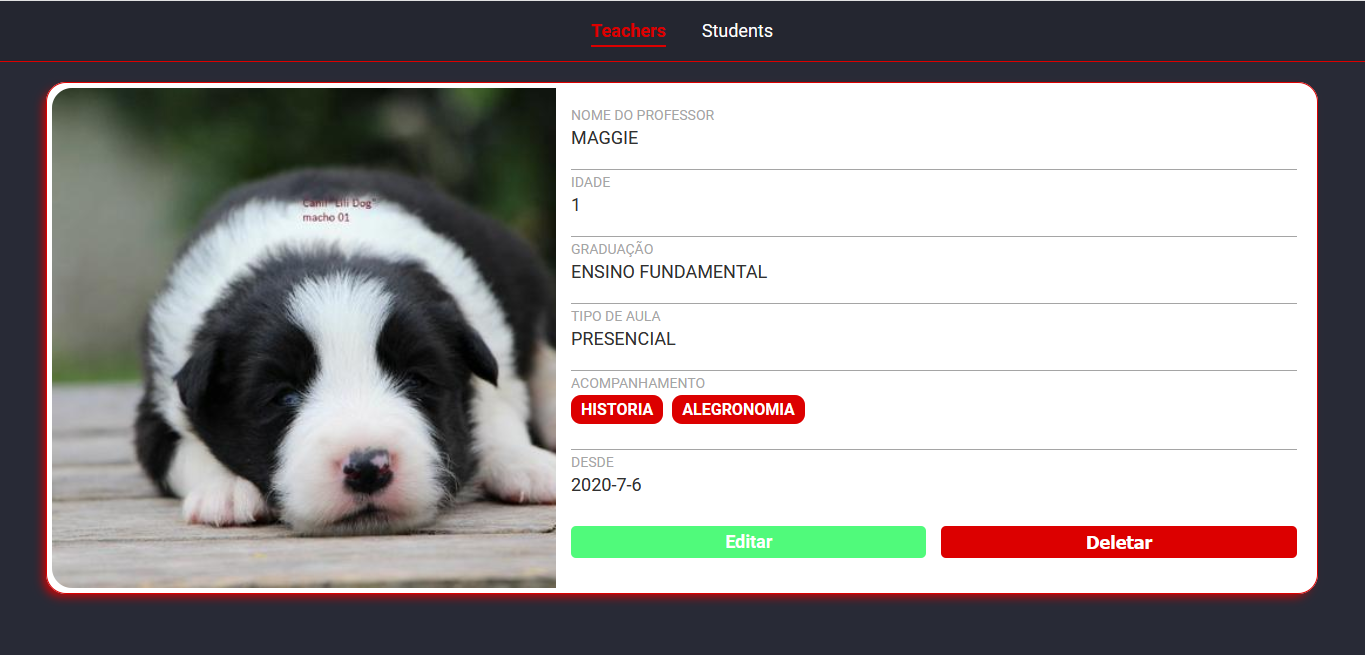 Teachers Students
Canil "Lili Dog"
macho 01
NOME DO PROFESSOR
MAGGIE
IDADE
1
GRADUAÇÃO
ENSINO FUNDAMENTAL
TIPO DE AULA
PRESENCIAL
ACOMPANHAMENTO
HISTORIA ALEGRONOMIA
DESDE
2020-7-6
Editar Deletar